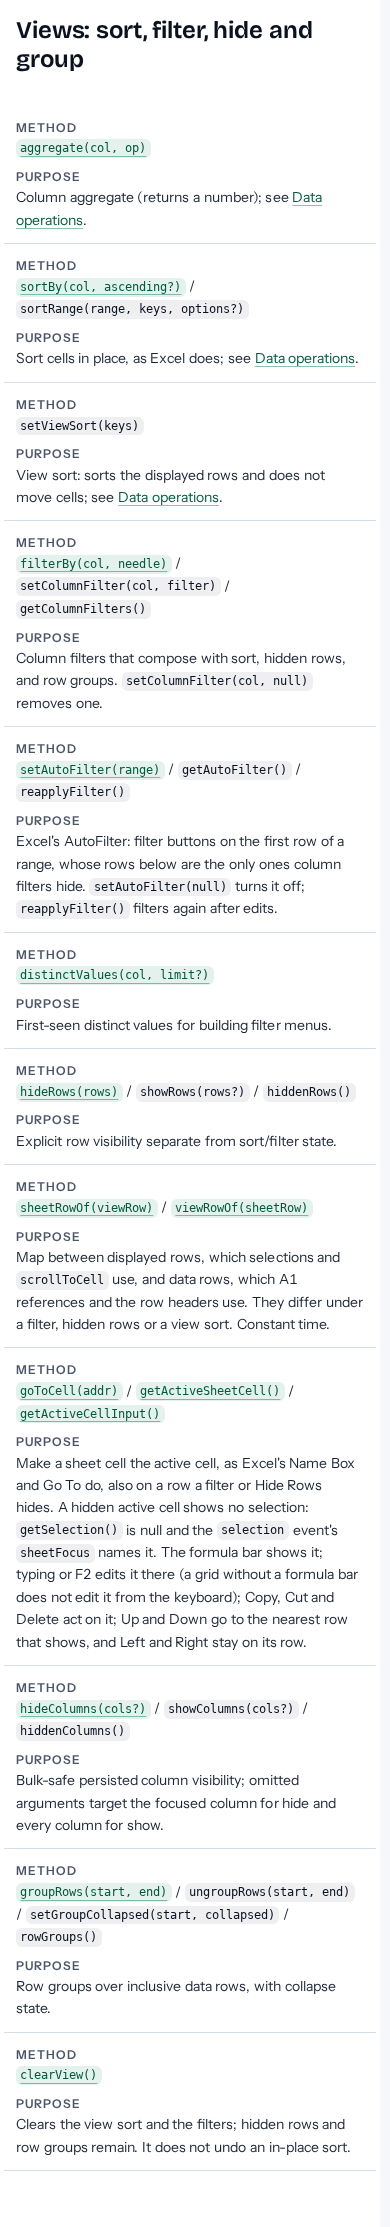 Views: sort, filter, hide and
group
METHOD
aggregate(col, op)
PURPOSE
Column aggregate (returns a number); see Data
operations.
METHOD
sortBy(col, ascending?) /
sortRange(range, keys, options?)
PURPOSE
Sort cells in place, as Excel does; see Data operations.
METHOD
setViewSort(keys)
PURPOSE
View sort: sorts the displayed rows and does not
move cells; see Data operations.
METHOD
filterBy(col, needle) /
setColumnFilter(col, filter) /
getColumnFilters()
PURPOSE
Column filters that compose with sort, hidden rows,
and row groups. setColumnFilter(col, null)
removes one.
METHOD
setAutoFilter(range) / getAutoFilter() /
reapplyFilter()
PURPOSE
Excel's AutoFilter: filter buttons on the first row of a
range, whose rows below are the only ones column
filters hide. setAutoFilter(null) turns it off;
reapplyFilter() filters again after edits.
METHOD
distinctValues(col, limit?)
PURPOSE
First-seen distinct values for building filter menus.
METHOD
hideRows(rows) / showRows(rows?) / hiddenRows()
PURPOSE
Explicit row visibility separate from sort/filter state.
METHOD
sheetRowOf(viewRow) / viewRowOf(sheetRow)
PURPOSE
Map between displayed rows, which selections and
scrollToCell use, and data rows, which A1
references and the row headers use. They differ under
a filter, hidden rows or a view sort. Constant time.
METHOD
goToCell(addr) / getActiveSheetCell() /
getActiveCellInput()
PURPOSE
Make a sheet cell the active cell, as Excel's Name Box
and Go To do, also on a row a filter or Hide Rows
hides. A hidden active cell shows no selection:
getSelection() is null and the selection event's
sheetFocus names it. The formula bar shows it;
typing or F2 edits it there (a grid without a formula bar
does not edit it from the keyboard); Copy, Cut and
Delete act on it; Up and Down go to the nearest row
that shows, and Left and Right stay on its row.
METHOD
hideColumns(cols?) / showColumns(cols?) /
hiddenColumns()
PURPOSE
Bulk-safe persisted column visibility; omitted
arguments target the focused column for hide and
every column for show.
METHOD
groupRows(start, end) / ungroupRows(start, end)
/ setGroupCollapsed(start, collapsed) /
rowGroups()
PURPOSE
Row groups over inclusive data rows, with collapse
state.
METHOD
clearView()
PURPOSE
Clears the view sort and the filters; hidden rows and
row groups remain. It does not undo an in-place sort.